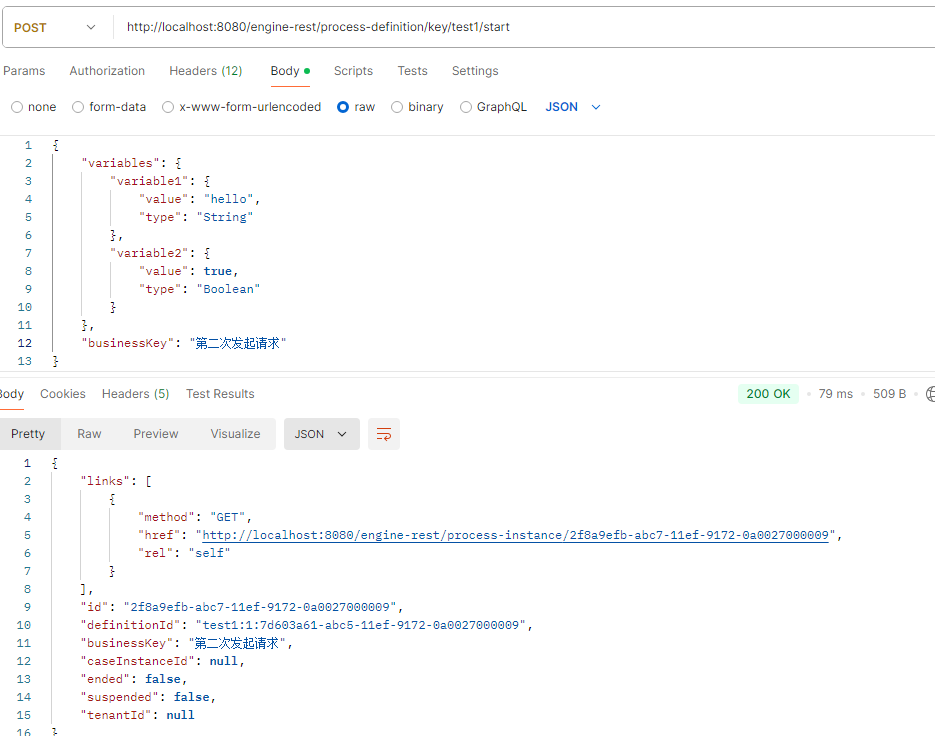 POST http://localhost:8080/engine-rest/process-definition/key/test1/start
Params Authorization Headers (12) Body Scripts Tests Settings
none form-data x-www-form-urlencoded raw binary GraphQL JSON
1 {
2 "variables": {
3 "variable1": {
4 "value": "hello",
5 "type": "String"
6 },
7 "variable2": {
8 "value": true,
9 "type": "Boolean"
10 }
11 },
12 "businessKey": "第二次发起请求"
13 }
Body Cookies Headers (5) Test Results 200 OK 79 ms 509 B
Pretty Raw Preview Visualize JSON
1 {
2 "links": [
3 {
4 "method": "GET",
5 "href": "http://localhost:8080/engine-rest/process-instance/2f8a9efb-abc7-11ef-9172-0a0027000009",
6 "rel": "self"
7 }
8 ],
9 "id": "2f8a9efb-abc7-11ef-9172-0a0027000009",
10 "definitionId": "test1:1:7d603a61-abc5-11ef-9172-0a0027000009",
11 "businessKey": "第二次发起请求",
12 "caseInstanceId": null,
13 "ended": false,
14 "suspended": false,
15 "tenantId": null
16 }